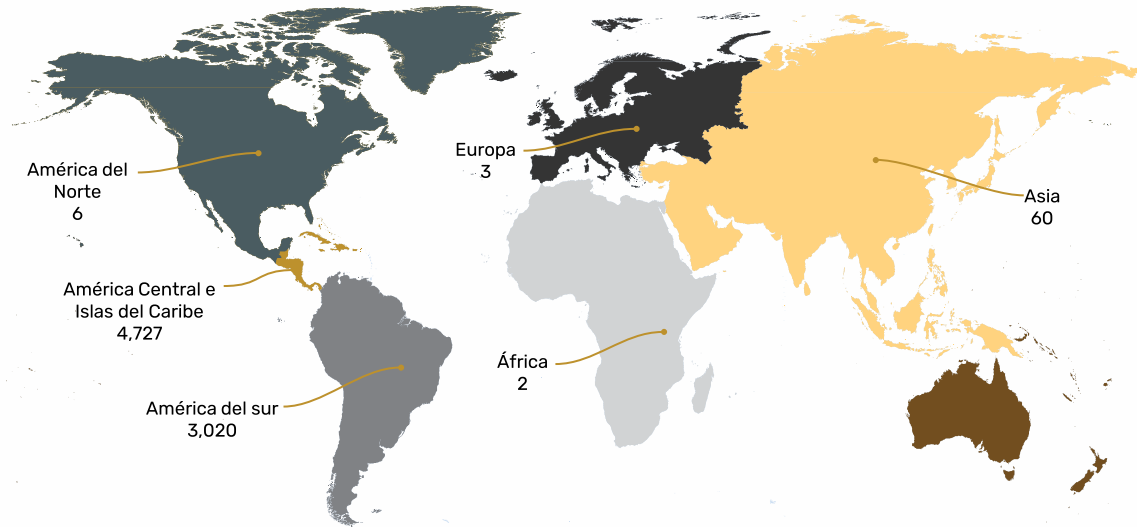 América del
Norte
6
Europa
3
Asia
60
América Central e
Islas del Caribe
4,727
África
2
América del sur
3,020